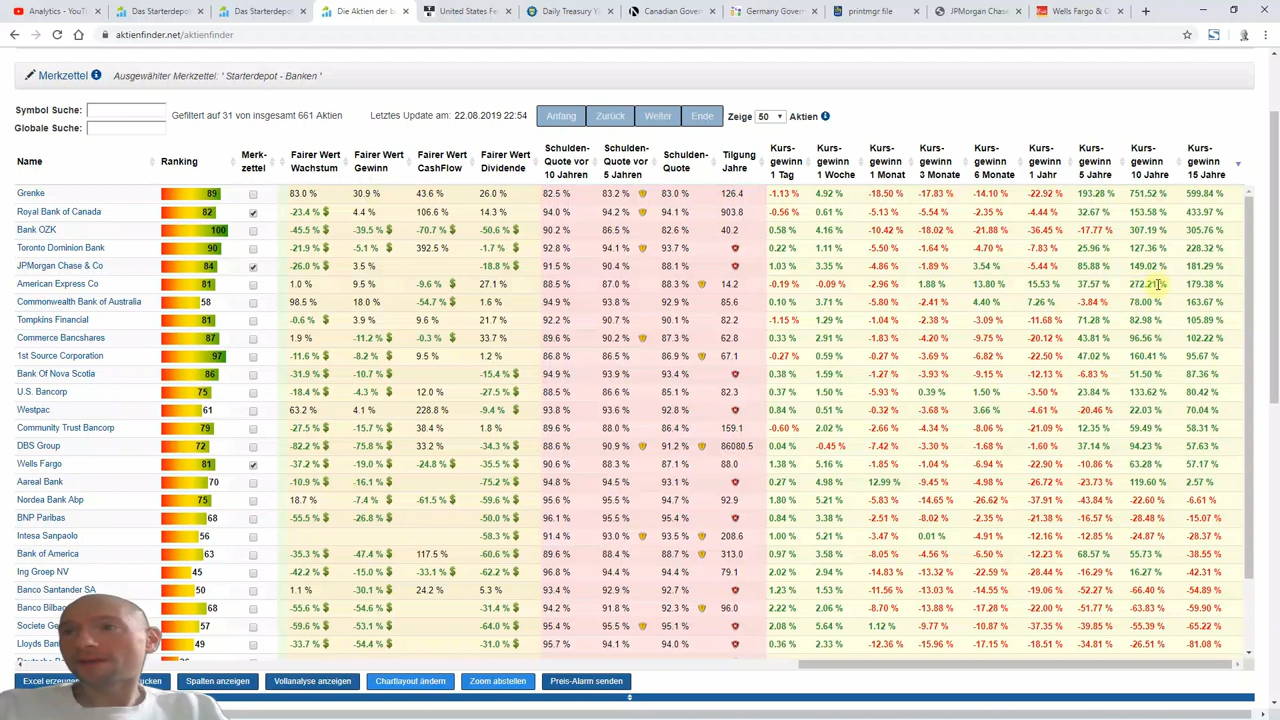 Analytics - YouT
Das Starterdepot
Das Starterdepot
Die Aktien der b
United States Fe
Daily Treasury Yi
Canadian Govern
Germany Govern
printmgr file
JPMorgan Chase
Wells Fargo & C
aktienfinder.net/aktienfinder
Merkzettel Ausgewählter Merkzettel: ' Starterdepot - Banken '
Symbol Suche:
Globale Suche:
Gefiltert auf 31 von insgesamt 661 Aktien Letztes Update am: 22.08.2019 22:54 Anfang Zurück Weiter Ende Zeige 50 Aktien
Name Ranking Merk-zettel Fairer Wert Wachstum Fairer Wert Gewinn Fairer Wert CashFlow Fairer Wert Dividende Schulden-Quote vor 10 Jahren Schulden-Quote vor 5 Jahren Schulden-Quote Tilgung Jahre Kurs-gewinn 1 Tag Kurs-gewinn 1 Woche Kurs-gewinn 1 Monat Kurs-gewinn 3 Monate Kurs-gewinn 6 Monate Kurs-gewinn 1 Jahr Kurs-gewinn 5 Jahre Kurs-gewinn 10 Jahre Kurs-gewinn 15 Jahre
Grenke 89 83.0 % 30.9 % 43.6 % 26.0 % 82.5 % 83.2 % 83.0 % 126.4 -1.13 % 4.92 % -18.50 % -17.83 % -14.10 % -22.92 % 193.28 % 751.52 % 599.84 %
Royal Bank of Canada 82 -23.4 % $ 4.4 % 106.6 % 14.3 % 94.0 % 94.2 % 94.1 % 903.8 -0.56 % 0.61 % -5.13 % -5.54 % -2.35 % -4.44 % 32.67 % 153.58 % 433.97 %
Bank OZK 100 -45.5 % $ -39.5 % $ -70.7 % $ -50.6 % $ 90.2 % 86.5 % 82.6 % 40.2 0.58 % 4.16 % -10.42 % -18.02 % -21.88 % -36.45 % -17.77 % 307.19 % 305.76 %
Toronto Dominion Bank 90 -21.9 % $ -5.1 % $ 392.5 % -1.7 % $ 92.8 % 94.1 % 93.7 % 0.22 % 1.11 % -5.50 % -1.64 % -4.70 % -7.83 % 25.96 % 127.36 % 228.32 %
JPMorgan Chase & Co 84 -26.0 % $ 3.5 % -18.8 % $ 91.5 % 90.4 % 88.1 % 1.03 % 3.35 % -4.86 % -1.89 % 3.54 % -5.44 % 85.88 % 149.02 % 181.29 %
American Express Co 81 1.0 % 9.5 % -9.6 % $ 27.1 % 88.5 % 87.0 % 88.3 % 14.2 -0.19 % -0.09 % -2.96 % 1.88 % 13.80 % 15.53 % 37.57 % 272.21 % 179.38 %
Commonwealth Bank of Australia 58 98.5 % 18.0 % -54.7 % $ 1.6 % 94.9 % 94.1 % 92.9 % 85.6 0.10 % 3.71 % -5.80 % -2.41 % 4.40 % 7.26 % -3.84 % 78.00 % 163.67 %
Tompkins Financial 81 -0.6 % $ 3.9 % 9.6 % 21.7 % 92.2 % 90.7 % 90.1 % 82.2 -1.15 % 1.29 % -1.04 % -2.38 % -3.09 % -11.68 % 71.28 % 82.98 % 105.89 %
Commerce Bancshares 87 1.9 % -11.2 % $ -0.3 % $ 33.7 % 88.0 % 90.2 % 87.3 % 62.8 0.33 % 2.91 % -1.83 % -4.20 % -9.75 % -20.12 % 43.81 % 96.56 % 102.22 %
1st Source Corporation 97 -11.6 % $ -8.2 % $ 9.5 % 1.2 % 86.6 % 85.0 % 86.9 % 67.1 -0.27 % 0.59 % -0.27 % -3.69 % -6.82 % -22.50 % 47.02 % 160.41 % 95.67 %
Bank Of Nova Scotia 86 -31.9 % $ -10.7 % $ -15.4 % $ 94.9 % 93.9 % 93.4 % 0.38 % 1.59 % -1.37 % -3.93 % -9.15 % -12.13 % -6.83 % 51.50 % 87.36 %
U.S. Bancorp 75 -18.4 % $ -4.3 % $ 12.0 % -27.5 % $ 90.1 % 89.1 % 89.0 % 82.3 0.37 % 1.50 % -5.93 % 0.39 % 1.50 % -3.50 % 23.84 % 133.62 % 80.42 %
Westpac 61 63.2 % 4.1 % 228.8 % -9.4 % $ 93.8 % 93.6 % 92.8 % 0.84 % 0.51 % -0.32 % -3.68 % 3.66 % -4.61 % -20.46 % 22.03 % 70.04 %
Community Trust Bancorp 79 -27.5 % $ -15.7 % $ 38.4 % 1.8 % 89.8 % 88.0 % 86.4 % 159.1 -0.60 % 2.02 % -2.66 % -4.34 % -8.06 % -21.09 % 12.35 % 59.49 % 58.31 %
DBS Group 72 -82.2 % $ -75.8 % $ 33.2 % -34.3 % $ 88.6 % 90.9 % 91.2 % 86080.5 0.04 % -0.45 % -7.42 % -3.30 % -1.68 % -1.60 % 37.14 % 94.23 % 57.63 %
Wells Fargo 81 -37.2 % $ -19.0 % $ -24.8 % $ -35.5 % $ 90.6 % 88.3 % 87.1 % 88.0 1.38 % 5.16 % -1.85 % -1.04 % -6.94 % -22.90 % -10.86 % 63.28 % 57.17 %
Aareal Bank 70 -10.9 % $ -16.1 % $ -75.2 % $ 94.8 % 94.5 % 93.1 % 0.27 % 4.98 % 12.99 % -9.45 % -4.98 % -26.72 % -23.73 % 119.60 % 2.57 %
Nordea Bank Abp 75 18.7 % -7.4 % $ -61.5 % $ -59.6 % $ 95.6 % 95.5 % 94.7 % 92.9 1.80 % 5.21 % -5.83 % -14.65 % -26.62 % -37.91 % -43.84 % -22.60 % -6.61 %
BNP Paribas 68 -55.5 % $ -26.8 % $ -50.0 % $ 96.1 % 94.8 % 94.8 % 0.84 % 3.38 % -2.51 % -8.02 % -2.35 % -21.38 % -16.57 % -28.48 % -15.07 %
Intesa Sanpaolo 56 -58.3 % $ 91.4 % 93.0 % 93.5 % 208.6 1.00 % 5.21 % -3.47 % 0.01 % -4.91 % -16.28 % -12.85 % -24.87 % -28.37 %
Bank of America 63 -35.3 % $ -47.4 % $ 117.5 % -60.6 % $ 89.6 % 88.4 % 88.7 % 313.0 0.97 % 3.58 % -8.05 % -4.56 % -6.50 % -12.23 % 68.57 % 55.73 % -38.55 %
Ing Groep NV 45 -42.2 % $ -15.0 % $ -33.1 % $ -62.2 % $ 96.8 % 94.4 % 94.4 % 79.1 2.02 % 2.94 % -14.83 % -13.32 % -22.59 % -28.44 % -16.29 % 16.27 % -42.31 %
Banco Santander SA 50 1.1 % -30.1 % $ 24.2 % 5.3 % 93.4 % 92.9 % 92.7 % 1.23 % 1.53 % -11.56 % -13.03 % -14.55 % -19.06 % -52.27 % -66.40 % -54.89 %
Banco Bilba 68 -55.6 % $ -54.6 % $ -31.4 % $ 94.2 % 91.8 % 92.3 % 96.0 2.22 % 2.06 % -8.70 % -13.88 % -17.28 % -22.00 % -51.77 % -63.83 % -59.90 %
Societe Ge 57 -59.6 % $ -53.1 % $ -64.0 % $ 95.4 % 95.5 % 95.1 % 2.08 % 5.64 % 1.12 % -9.77 % -10.87 % -37.35 % -39.85 % -55.39 % -65.22 %
Lloyds Bank 49 -33.7 % $ -54.4 % $ -30.1 % $ 95.7 % 94.1 % 93.8 % 0.36 % 2.33 % -12.36 % -15.96 % -17.15 % -18.51 % -34.81 % -26.51 % -81.08 %
Excel erzeugen Spalten anzeigen Vollanalyse anzeigen Chartlayout ändern Zoom abstellen Preis-Alarm senden